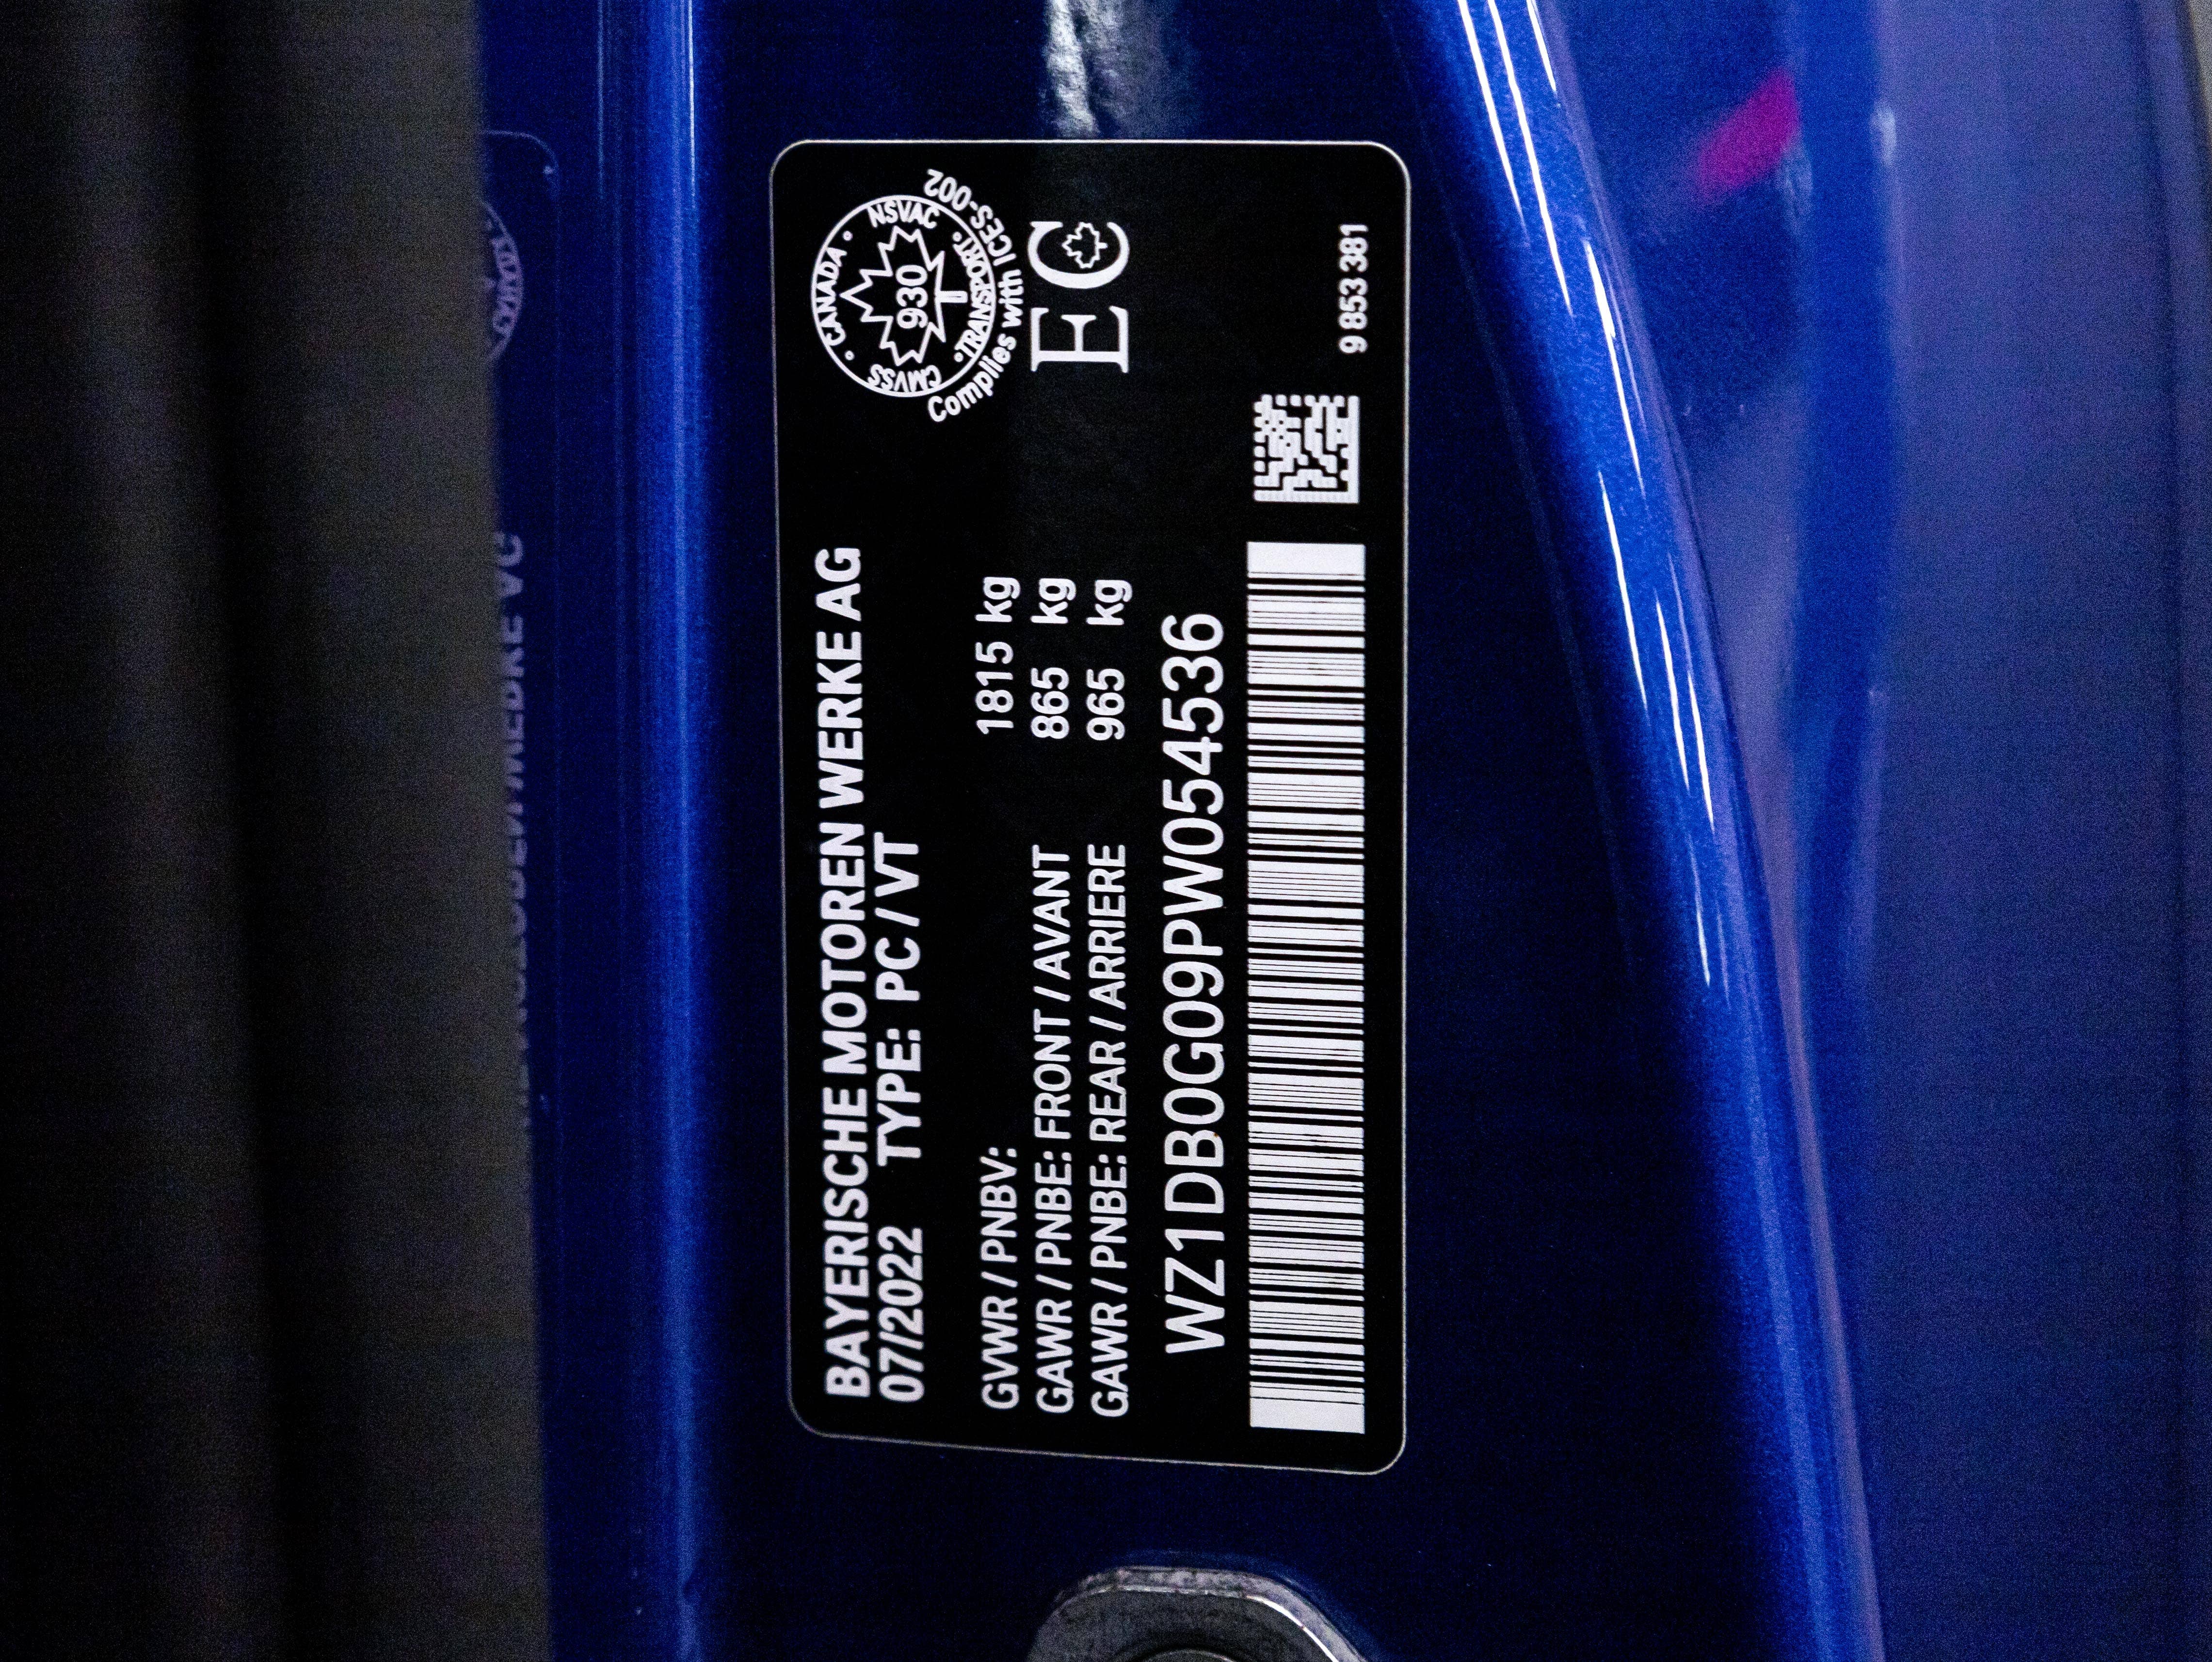 BAYERISCHE MOTOREN WERKE AG
07/2022 TYPE: PC/VT
GVWR / PNBV: 1815 kg
GAWR / PNBE: FRONT / AVANT 865 kg
GAWR / PNBE: REAR / ARRIERE 965 kg
WZ1DB0G09PW054536
CANADA
NSVAC
TRANSPORT
CMVSS
930
Complies with ICES-002
EC
9 853 381